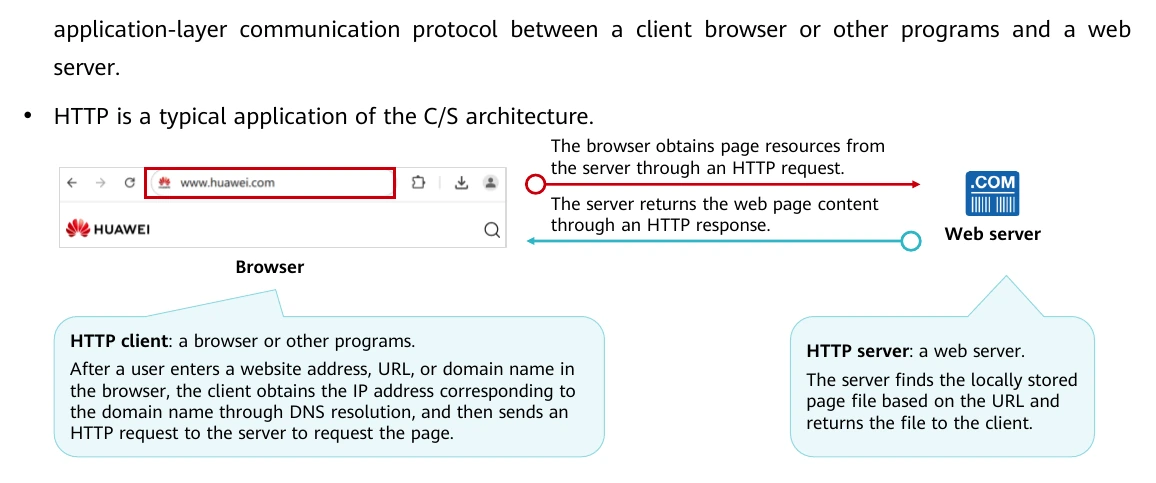 application-layer communication protocol between a client browser or other programs and a web
server.
• HTTP is a typical application of the C/S architecture.
The browser obtains page resources from
the server through an HTTP request.
www.huawei.com
The server returns the web page content
through an HTTP response.
HUAWEI
.COM
Web server
Browser
HTTP client: a browser or other programs.
After a user enters a website address, URL, or domain name in
the browser, the client obtains the IP address corresponding to
the domain name through DNS resolution, and then sends an
HTTP request to the server to request the page.
HTTP server: a web server.
The server finds the locally stored
page file based on the URL and
returns the file to the client.